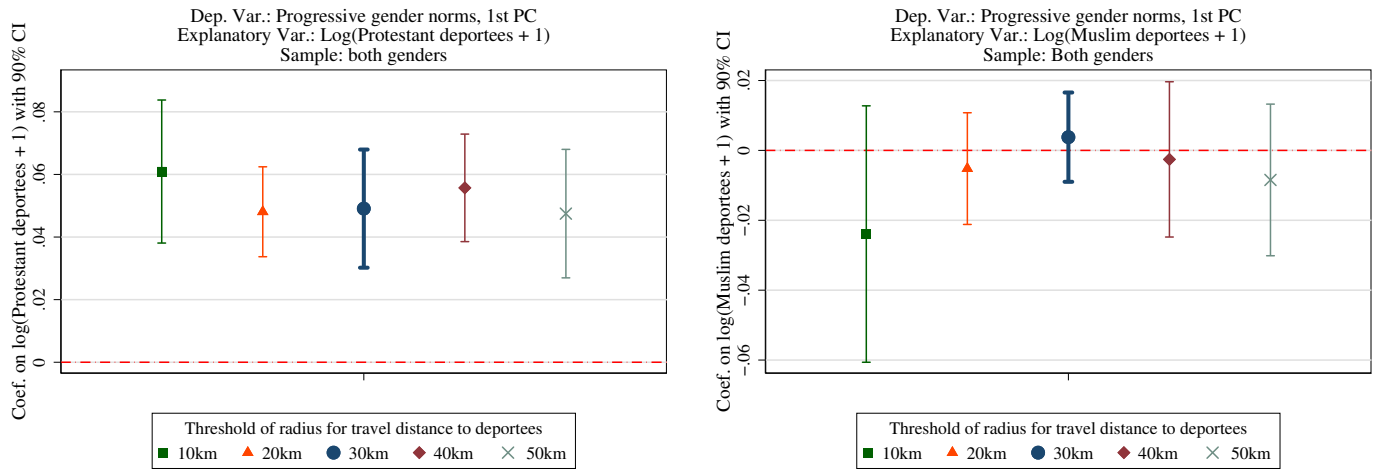 Dep. Var.: Progressive gender norms, 1st PC
Explanatory Var.: Log(Protestant deportees + 1)
Sample: both genders
Coef. on log(Protestant deportees + 1) with 90% CI
.08
.06
.04
.02
0
Threshold of radius for travel distance to deportees
10km 20km 30km 40km 50km
Dep. Var.: Progressive gender norms, 1st PC
Explanatory Var.: Log(Muslim deportees + 1)
Sample: Both genders
Coef. on log(Muslim deportees + 1) with 90% CI
.02
0
-.02
-.04
-.06
Threshold of radius for travel distance to deportees
10km 20km 30km 40km 50km